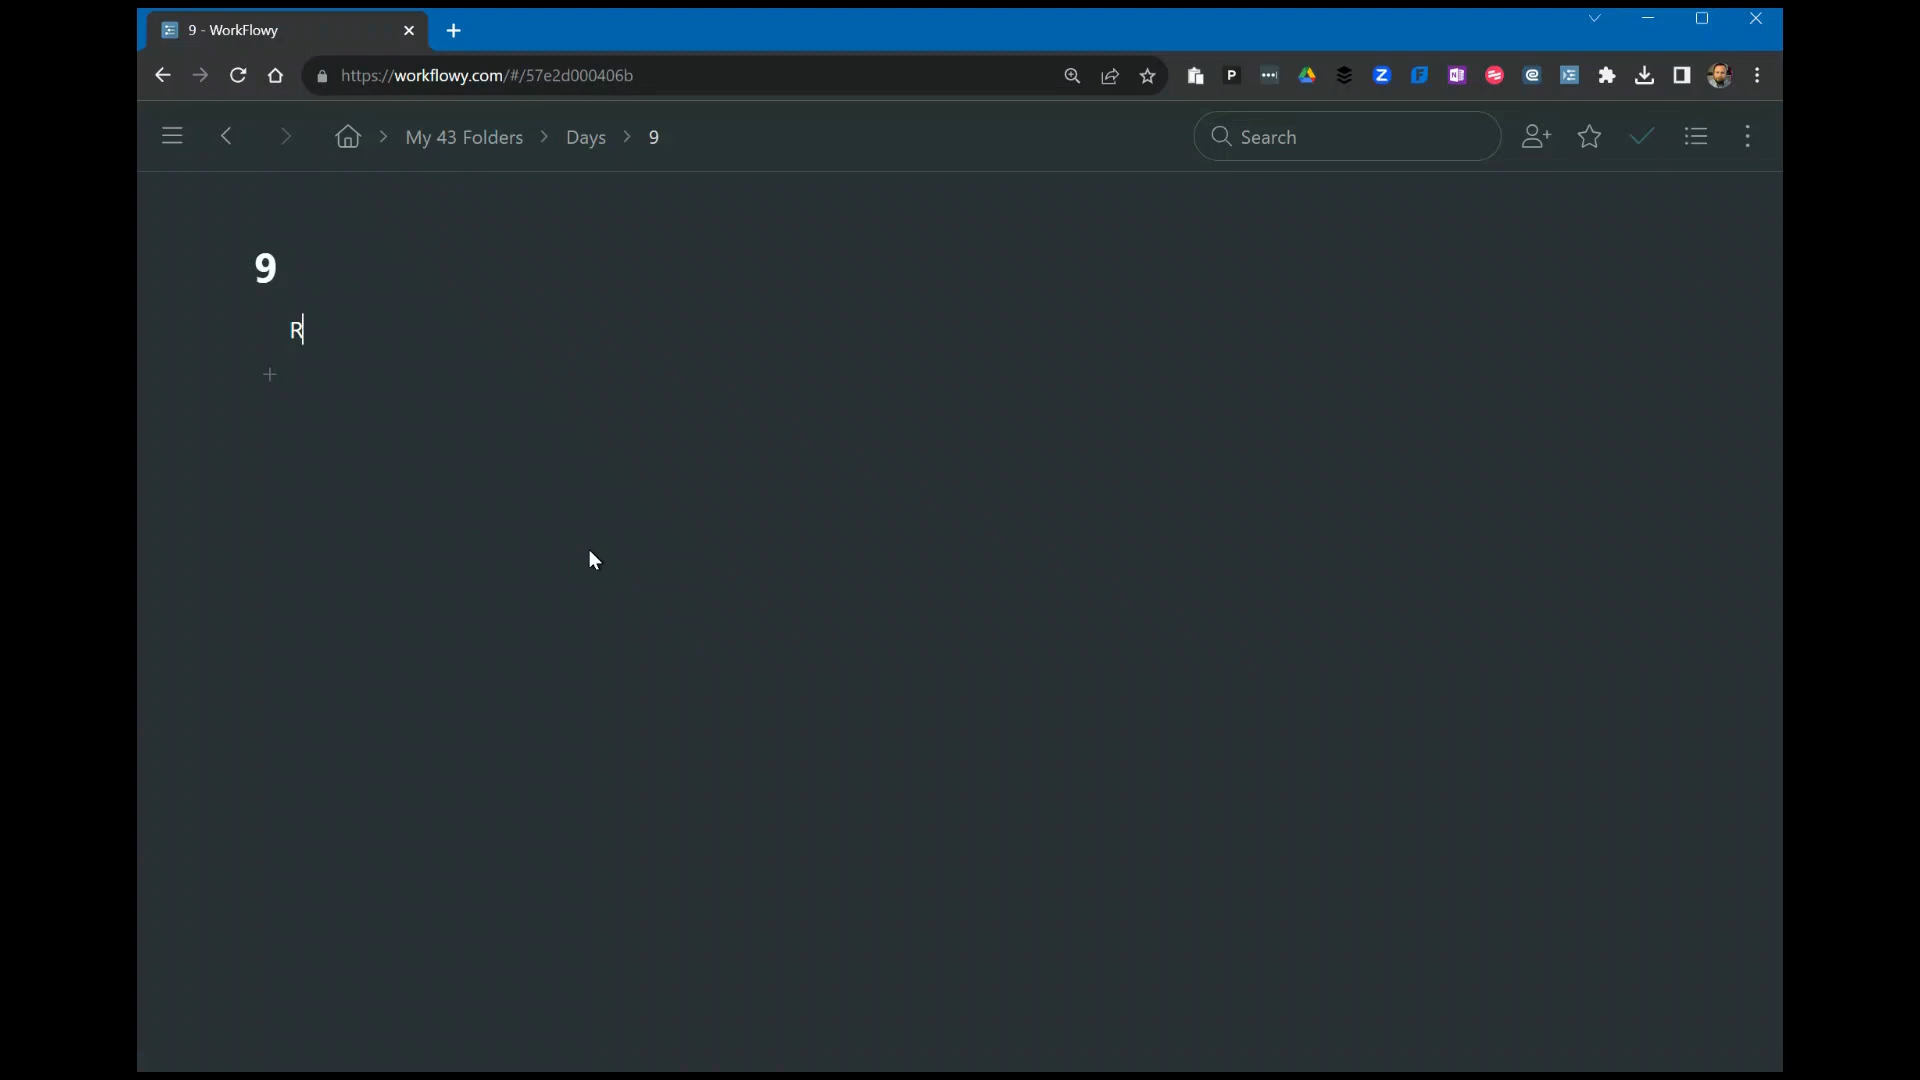 9 - WorkFlowy
https://workflowy.com/#/57e2d000406b
My 43 Folders > Days > 9
Search
9
R